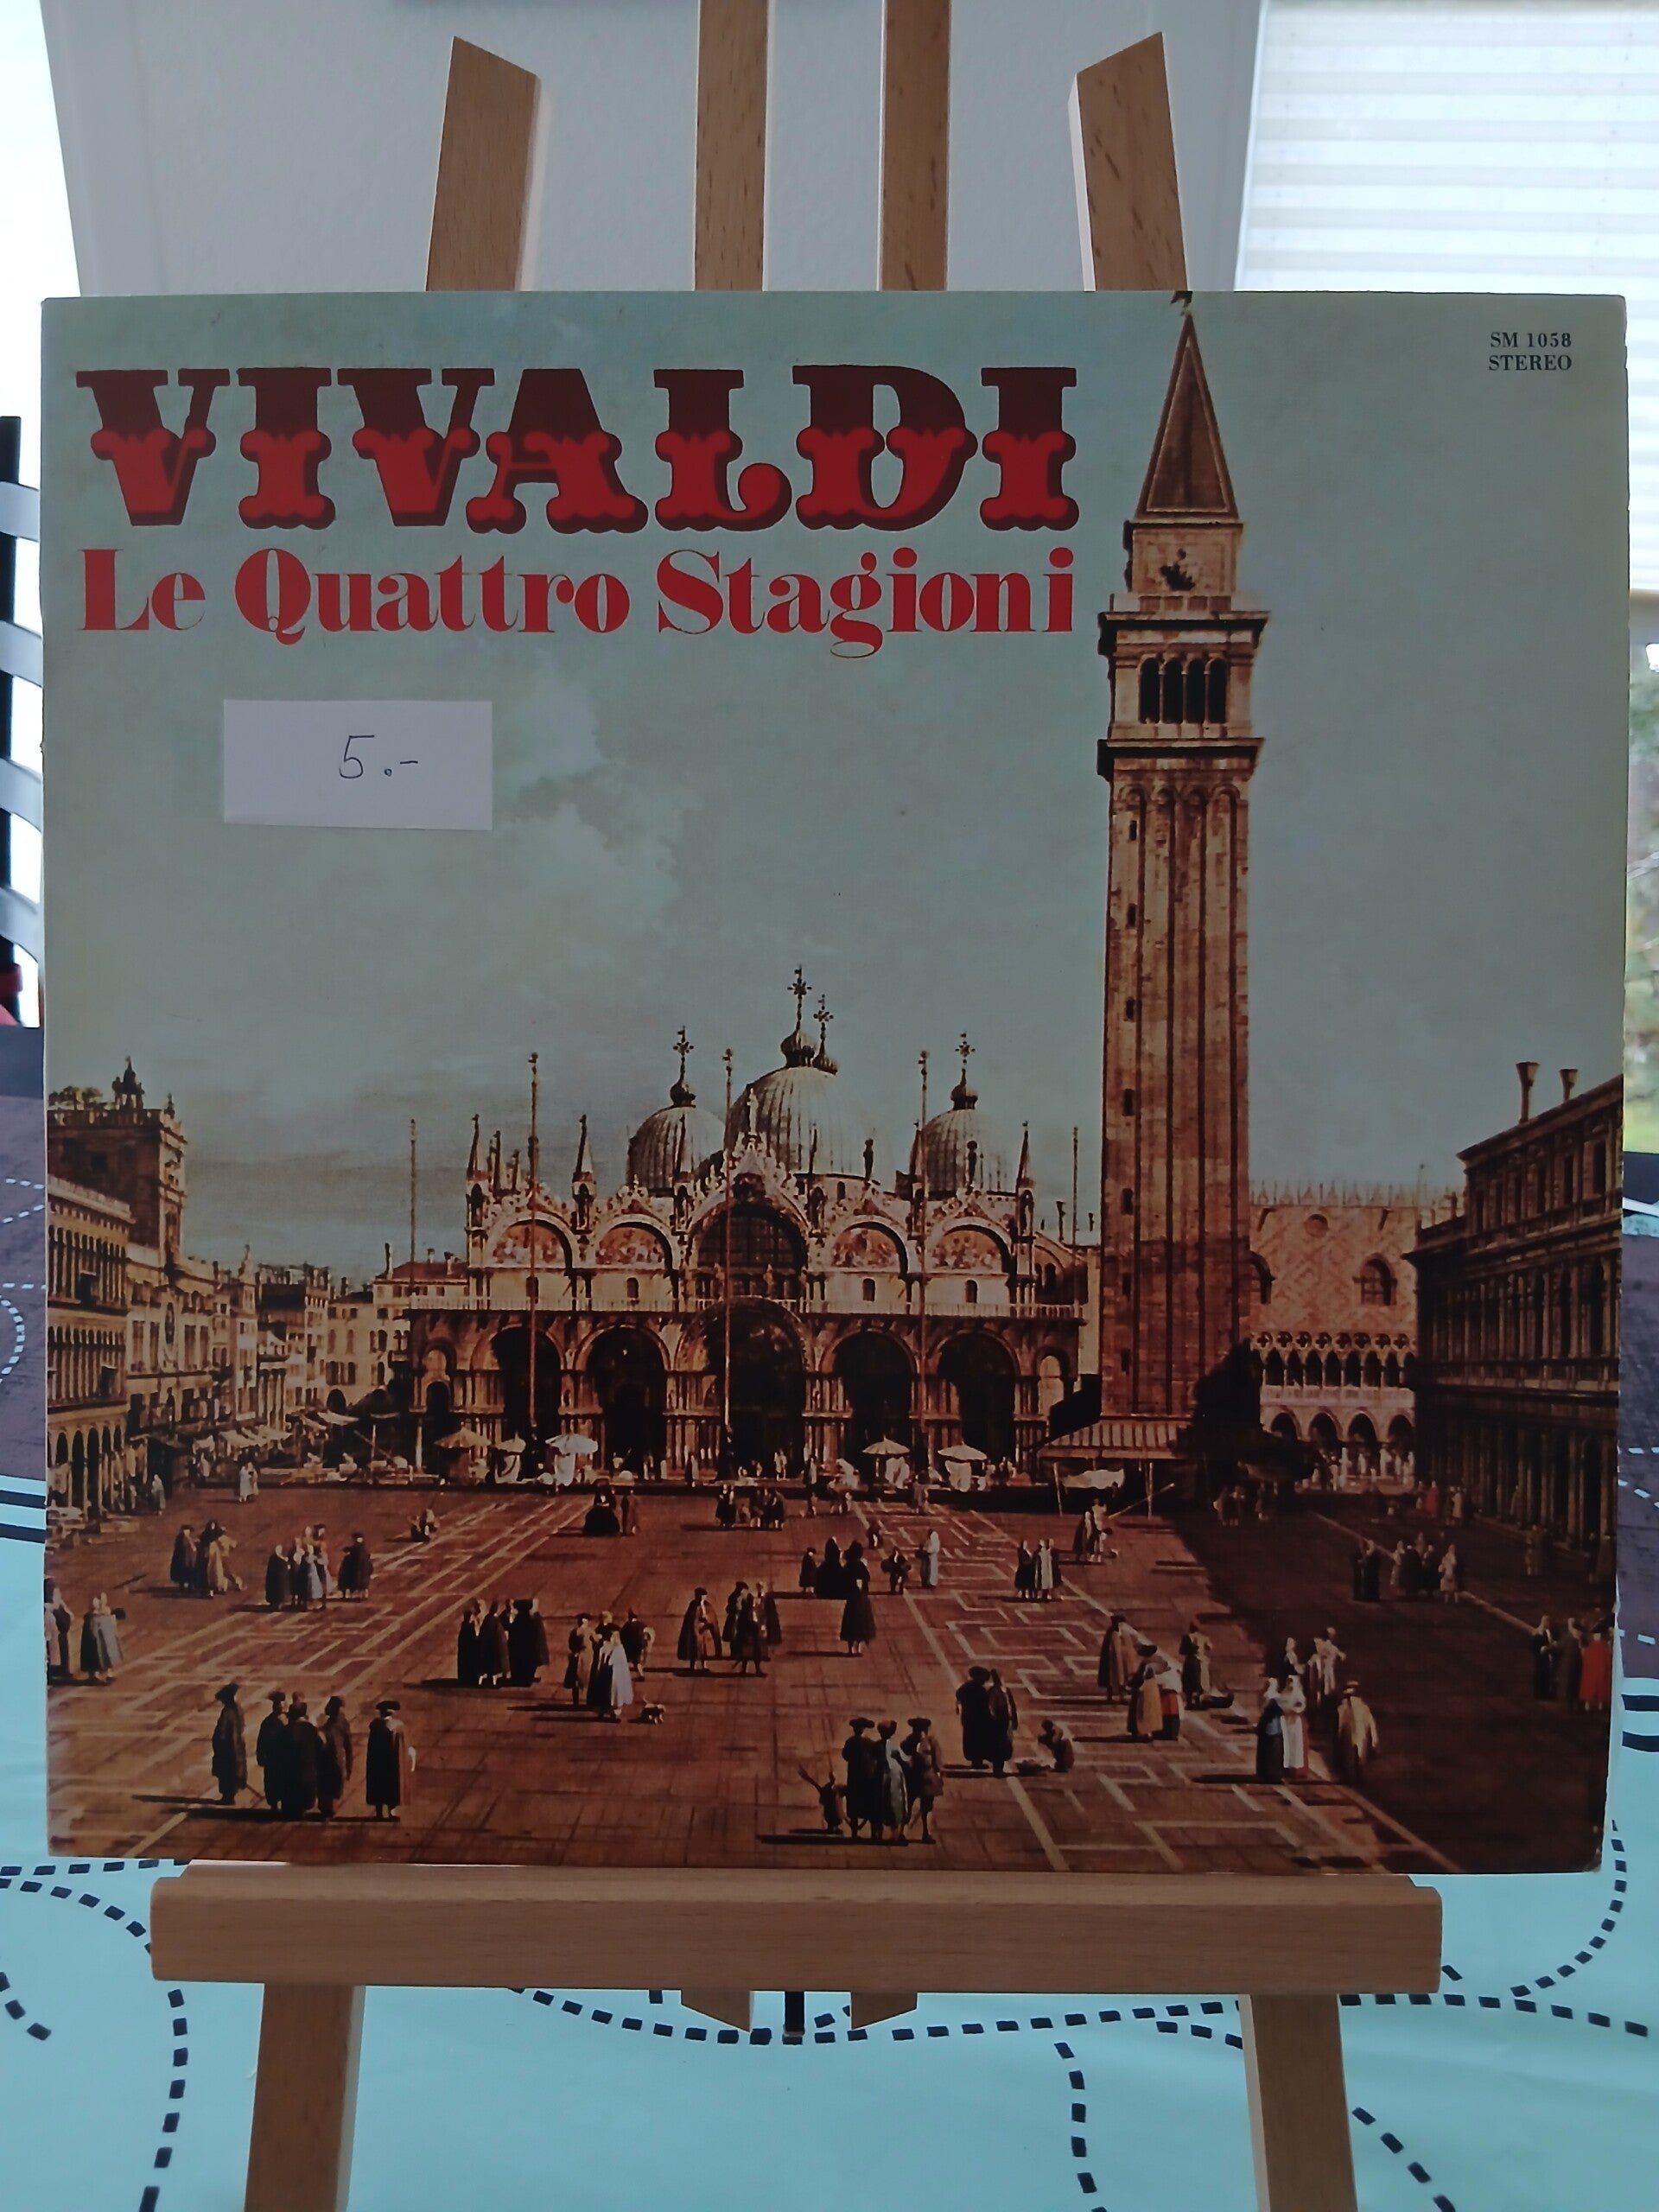 SM 1058
STEREO
VIVALDI
Le Quattro Stagioni
5.-